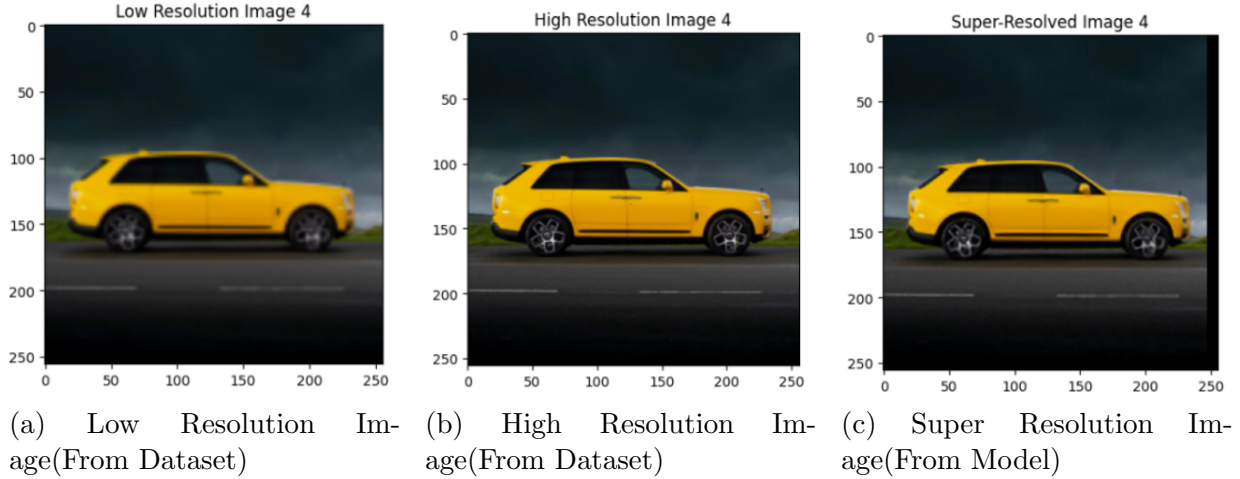 Low Resolution Image 4
0
50
100
150
200
250
0 50 100 150 200 250
(a) Low Resolution Im-
age(From Dataset)
High Resolution Image 4
0
50
100
150
200
250
0 50 100 150 200 250
(b) High Resolution Im-
age(From Dataset)
Super-Resolved Image 4
0
50
100
150
200
250
0 50 100 150 200 250
(c) Super Resolution Im-
age(From Model)